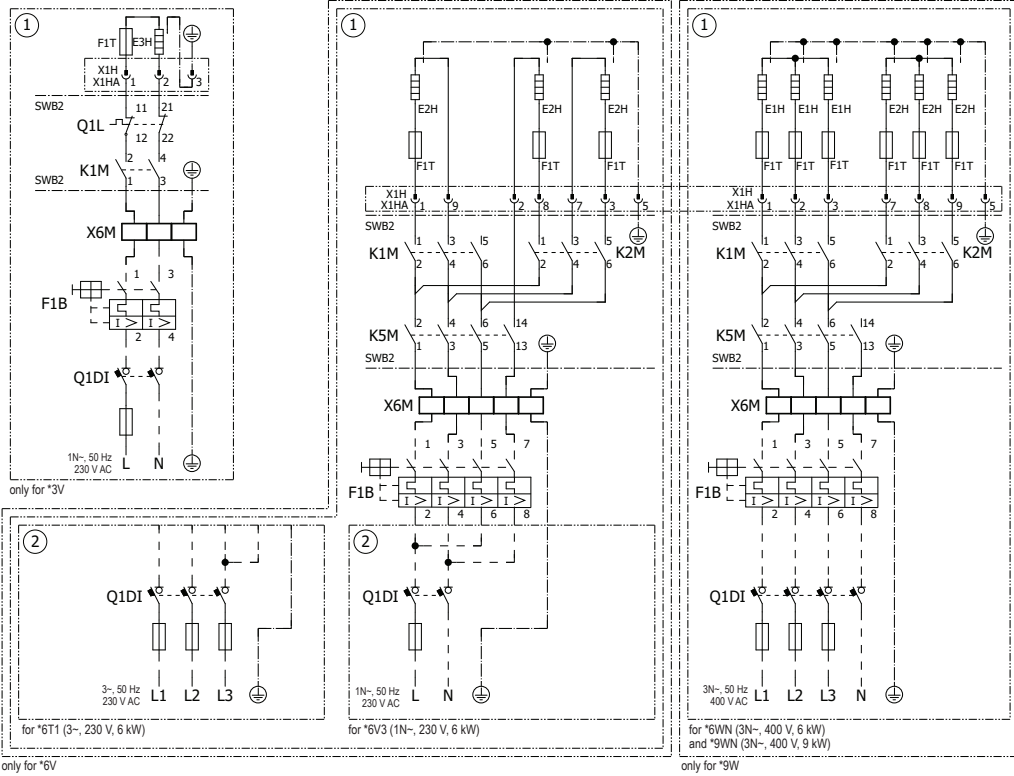 1
F1T E3H
X1H
X1HA 1 2 3
SWB2
11 21
Q1L
12 22
2 4
K1M
1 3
SWB2
X6M
1 3
F1B
I > I >
2 4
Q1DI
1N~, 50 Hz
230 V AC
L N
only for *3V
1
E2H E2H E2H
F1T F1T F1T
X1H
X1HA 1 9 2 8 7 3 5
SWB2
K1M 1 3 5 1 3 5 K2M
2 4 6 2 4 6
2 4 6 14
K5M
1 3 5 13
SWB2
X6M
1 3 5 7
F1B
I > I > I > I >
2 4 6 8
2
Q1DI
3~, 50 Hz
230 V AC
L1 L2 L3
for *6T1 (3~, 230 V, 6 kW)
2
Q1DI
1N~, 50 Hz
230 V AC
L N
for *6V3 (1N~, 230 V, 6 kW)
only for *6V
1
E1H E1H E1H E2H E2H E2H
F1T F1T F1T F1T F1T F1T
X1H
X1HA 1 2 3 7 8 9 5
SWB2
K1M 1 3 5 1 3 5 K2M
2 4 6 2 4 6
2 4 6 14
K5M
1 3 5 13
SWB2
X6M
1 3 5 7
F1B
I > I > I > I >
2 4 6 8
Q1DI
3N~, 50 Hz
400 V AC
L1 L2 L3 N
for *6WN (3N~, 400 V, 6 kW)
and *9WN (3N~, 400 V, 9 kW)
only for *9W